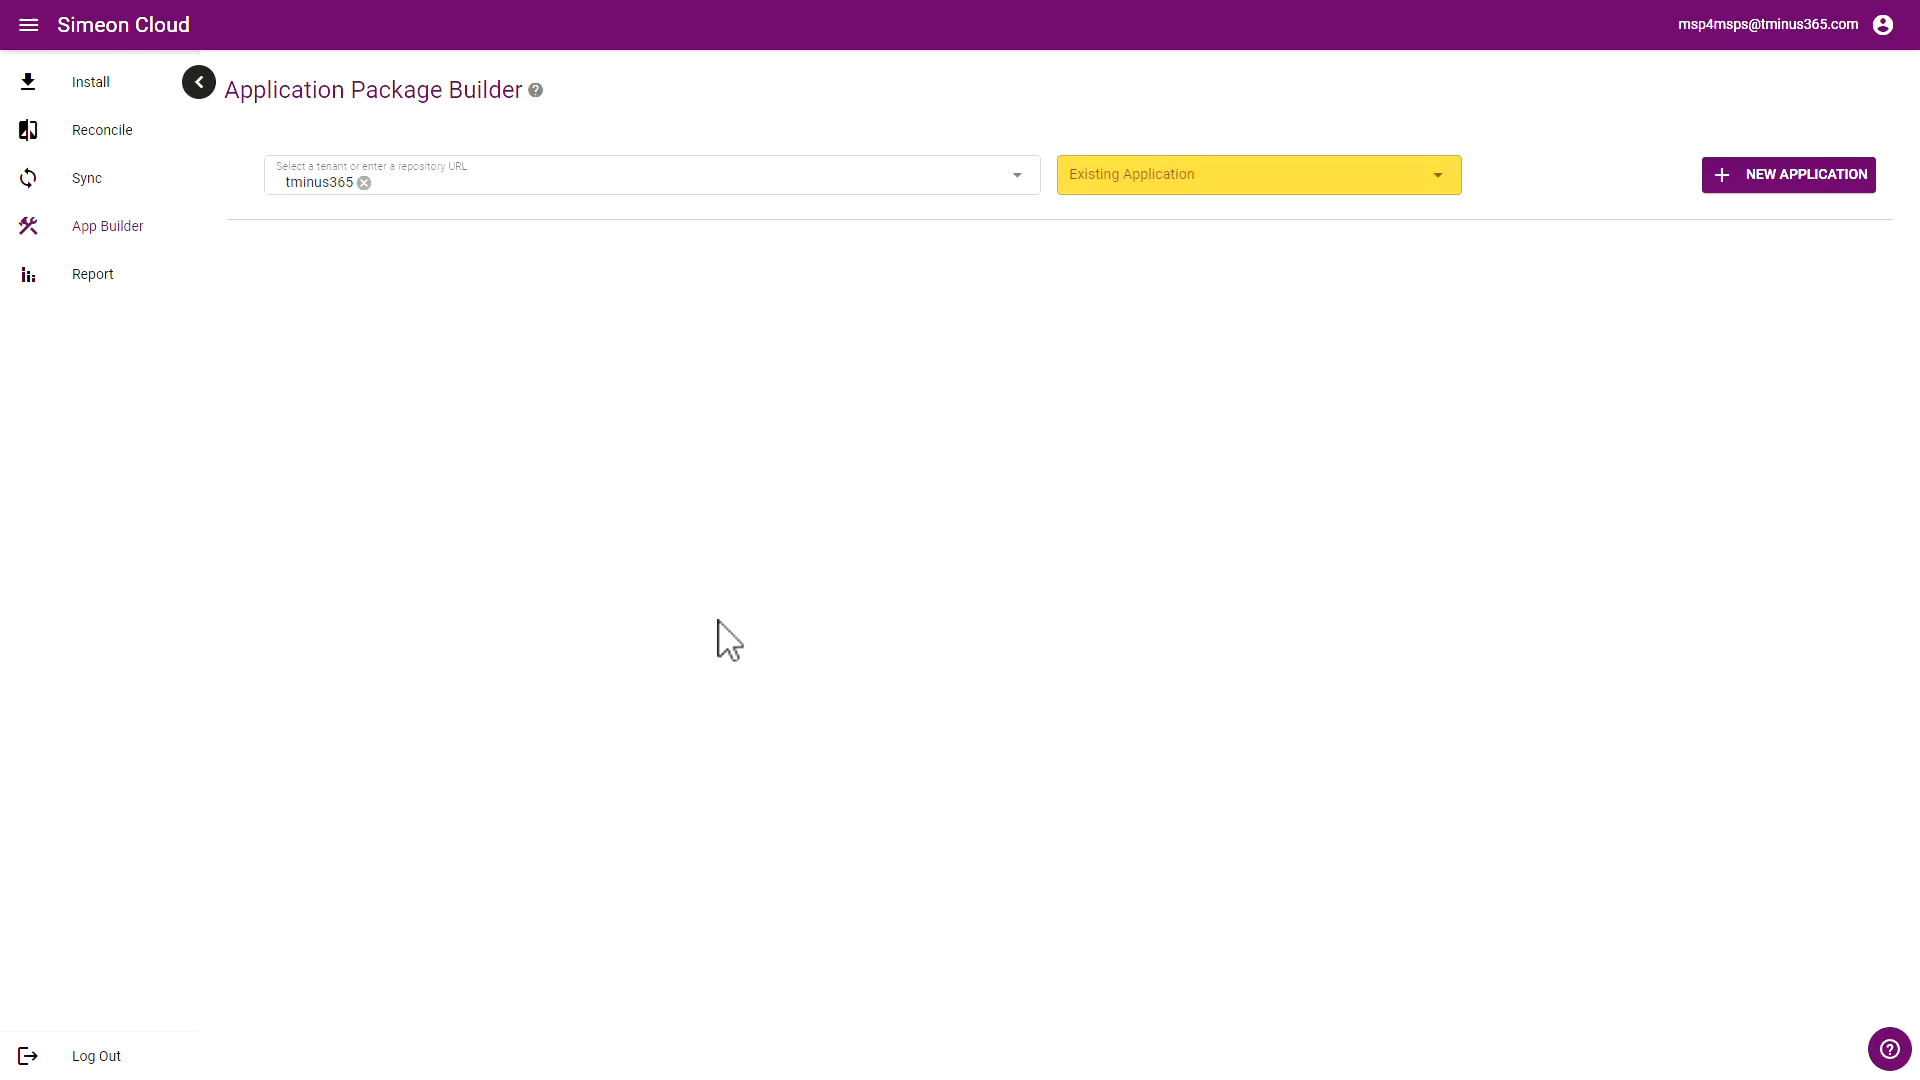 Simeon Cloud
msp4msps@tminus365.com
Install
Reconcile
Sync
App Builder
Report
Application Package Builder
Select a tenant or enter a repository URL
tminus365
Existing Application
NEW APPLICATION
Log Out